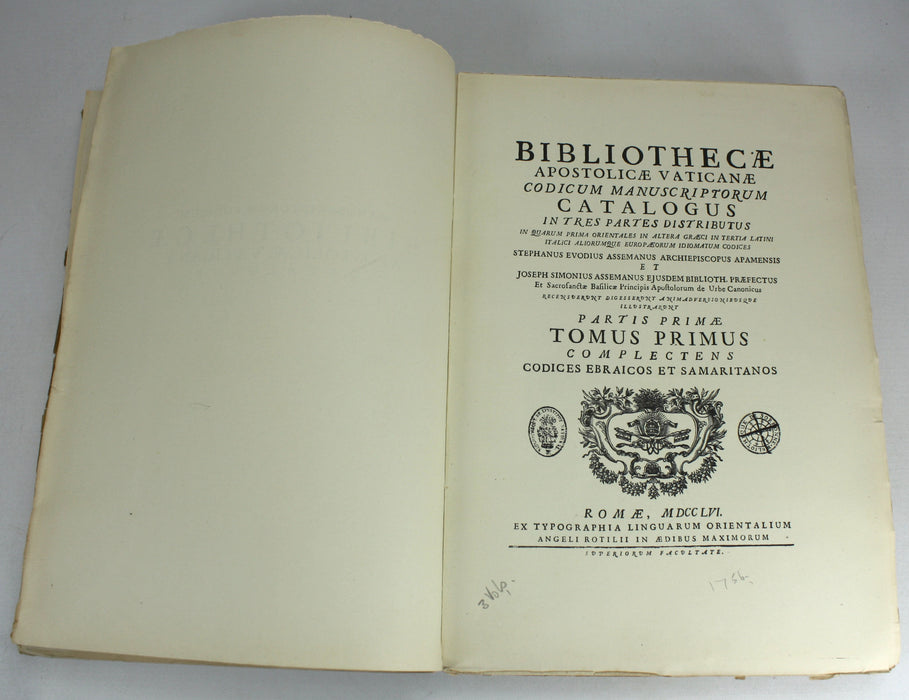 BIBLIOTHECÆ
APOSTOLICÆ VATICANÆ
CODICUM MANUSCRIPTORUM
CATALOGUS
IN TRES PARTES DISTRIBUTUS
IN QUARUM PRIMA ORIENTALES IN ALTERA GRÆCI IN TERTIA LATINI
ITALICI ALIORUMQUE EUROPÆORUM IDIOMATUM CODICES
STEPHANUS EVODIUS ASSEMANUS ARCHIEPISCOPUS APAMENSIS
ET
JOSEPH SIMONIUS ASSEMANUS EJUSDEM BIBLIOTH. PRÆFECTUS
Et Sacrosanctæ Basilicæ Principis Apostolorum de Urbe Canonicus
RECENSUERUNT DIGESSERUNT ANIMADVERSIONIBUSQUE
ILLUSTRARUNT
PARTIS PRIMÆ
TOMUS PRIMUS
COMPLECTENS
CODICES EBRAICOS ET SAMARITANOS
ROMÆ, MDCCLVI.
EX TYPOGRAPHIA LINGUARUM ORIENTALIUM
ANGELI ROTILII IN ÆDIBUS MAXIMORUM
SUPERIORUM FACULTATE.
3 Vols.
1756.